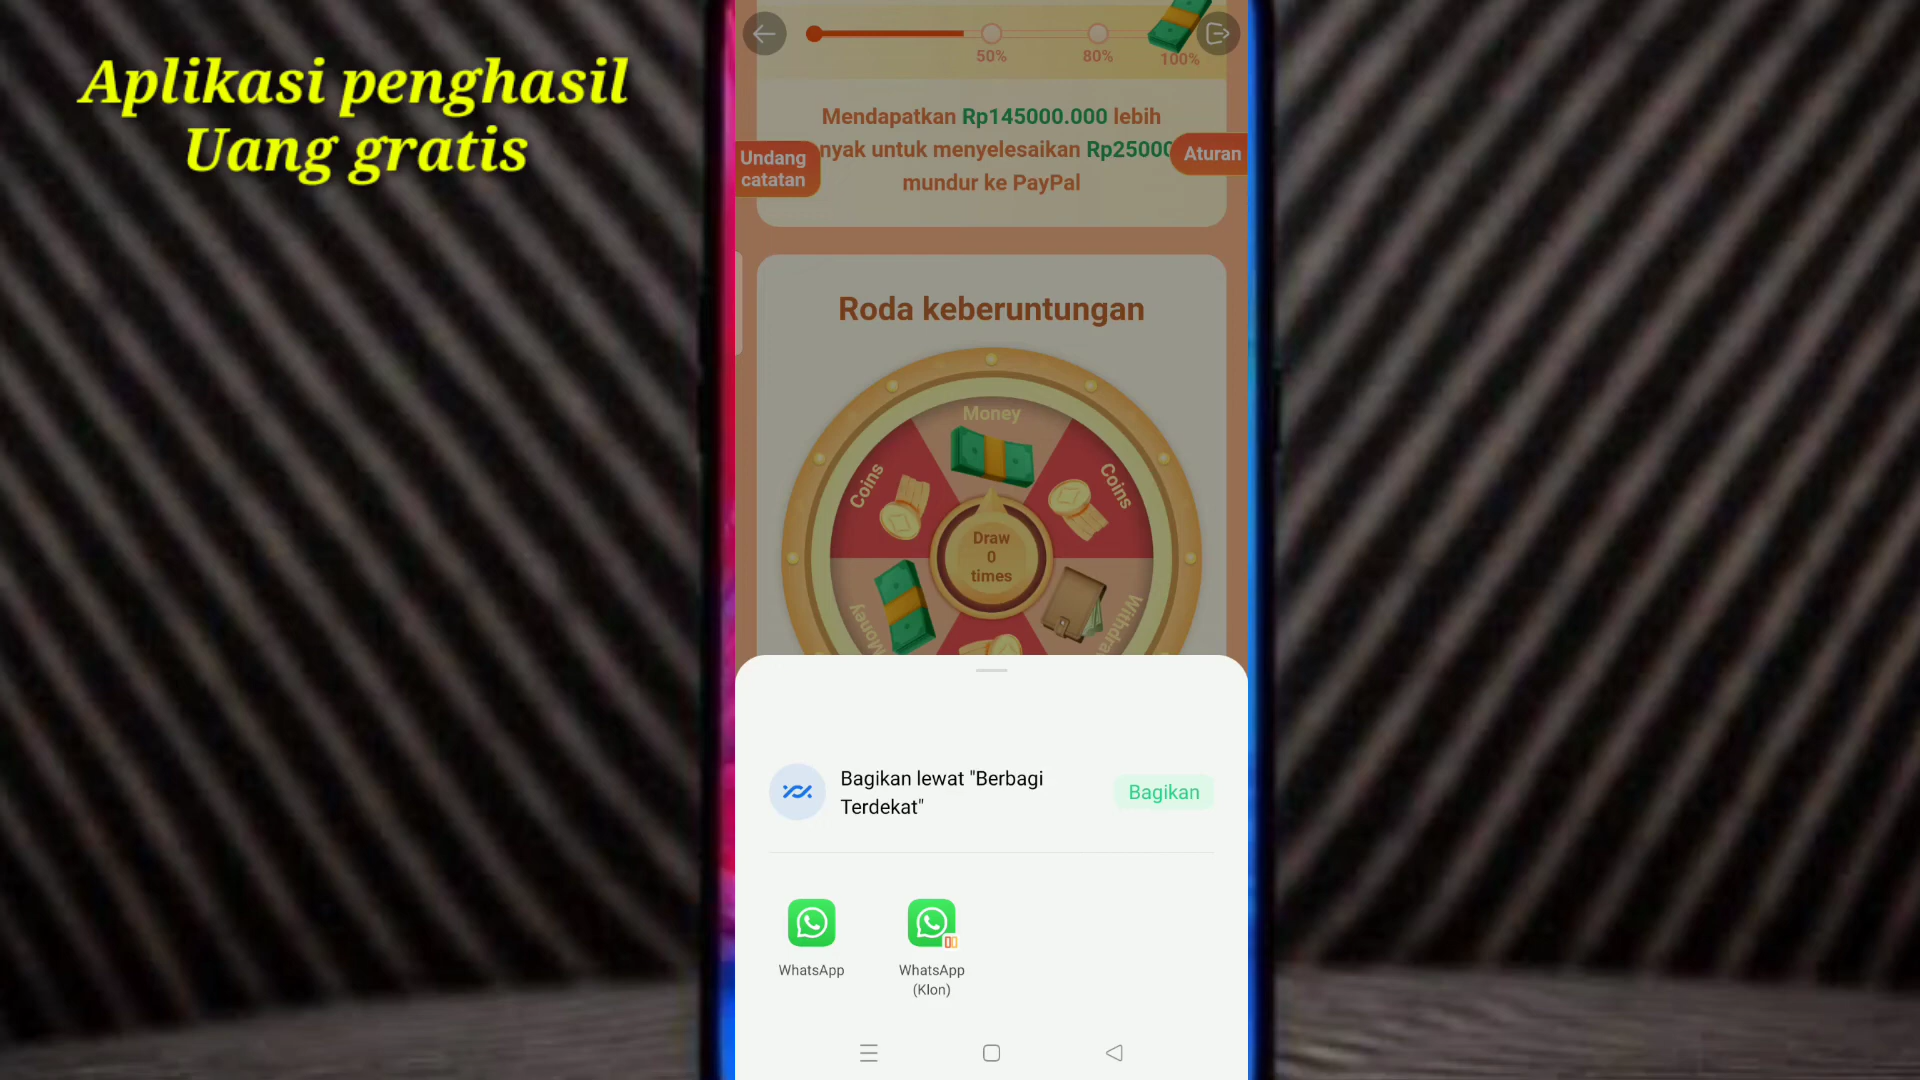 Aplikasi penghasil
Uang gratis
50%
80%
100%
Mendapatkan Rp145000.000 lebih
nyak untuk menyelesaikan Rp25000
mundur ke PayPal
Undang
catatan
Aturan
Roda keberuntungan
Money
Coins
Coins
Draw
0
times
Money
Withdra
Bagikan lewat "Berbagi
Terdekat"
Bagikan
WhatsApp
WhatsApp
(Klon)